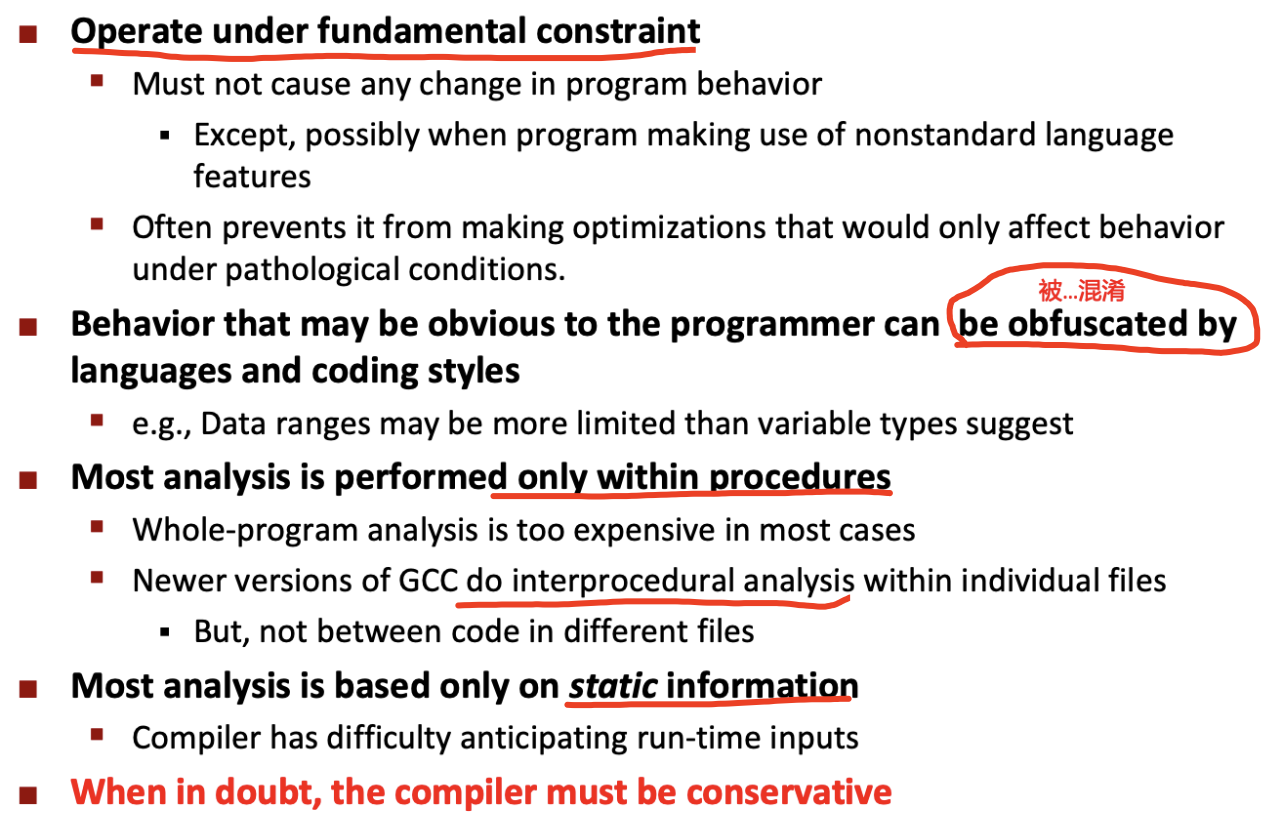 Operate under fundamental constraint
Must not cause any change in program behavior
Except, possibly when program making use of nonstandard language
features
Often prevents it from making optimizations that would only affect behavior
under pathological conditions.
被...混淆
Behavior that may be obvious to the programmer can be obfuscated by
languages and coding styles
e.g., Data ranges may be more limited than variable types suggest
Most analysis is performed only within procedures
Whole-program analysis is too expensive in most cases
Newer versions of GCC do interprocedural analysis within individual files
But, not between code in different files
Most analysis is based only on static information
Compiler has difficulty anticipating run-time inputs
When in doubt, the compiler must be conservative